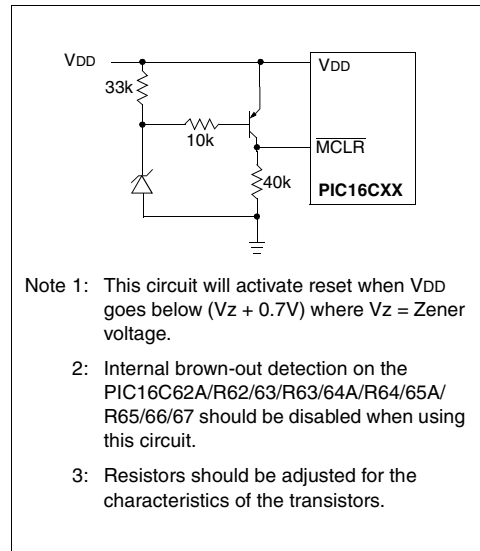 VDD
VDD
33k
10k
MCLR
40k
PIC16CXX
Note 1: This circuit will activate reset when VDD
goes below (Vz + 0.7V) where Vz = Zener
voltage.
2: Internal brown-out detection on the
PIC16C62A/R62/63/R63/64A/R64/65A/
R65/66/67 should be disabled when using
this circuit.
3: Resistors should be adjusted for the
characteristics of the transistors.